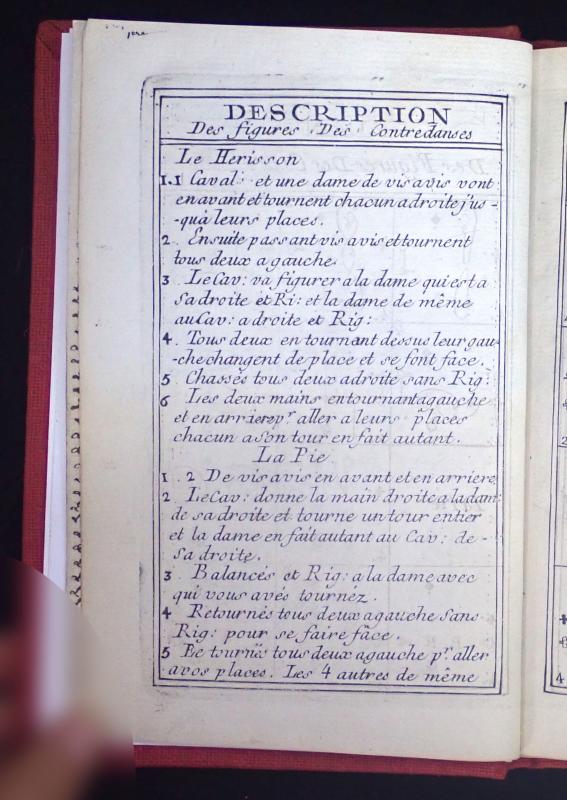 DESCRIPTION
Des figures Des Contredanses
Le Herisson
1.1 Caval: et une dame de vis avis vont
en avant et tournent chacun a droite j'us-
-qua leurs places.
2. Ensuite passant vis avis et tournent
tous deux a gauche
3 Le Cav: va figurer a la dame qui est a
sa droite et Ri: et la dame de même
au Cav: a droite et Rig:
4. Tous deux en tournant dessus leur gau-
-che changent de place et se font face.
5 Chassés tous deux a droite sans Rig:
6 Les deux mains en tournant a gauche
et en arriere pr. aller a leurs places
chacun a son tour en fait autant.
La Pie
1.2 De vis avis en avant et en arriere
2 Le Cav: donne la main droite a la dam:
de sa droite et tourne un tour entier
et la dame en fait autant au Cav: de-
sa droite.
3 Balancés et Rig: a la dame avec
qui vous avés tournéz.
4 Retournés tous deux a gauche sans
Rig: pour se faire face.
5 Re tournés tous deux a gauche pr. aller
a vos places. Les 4 autres de même